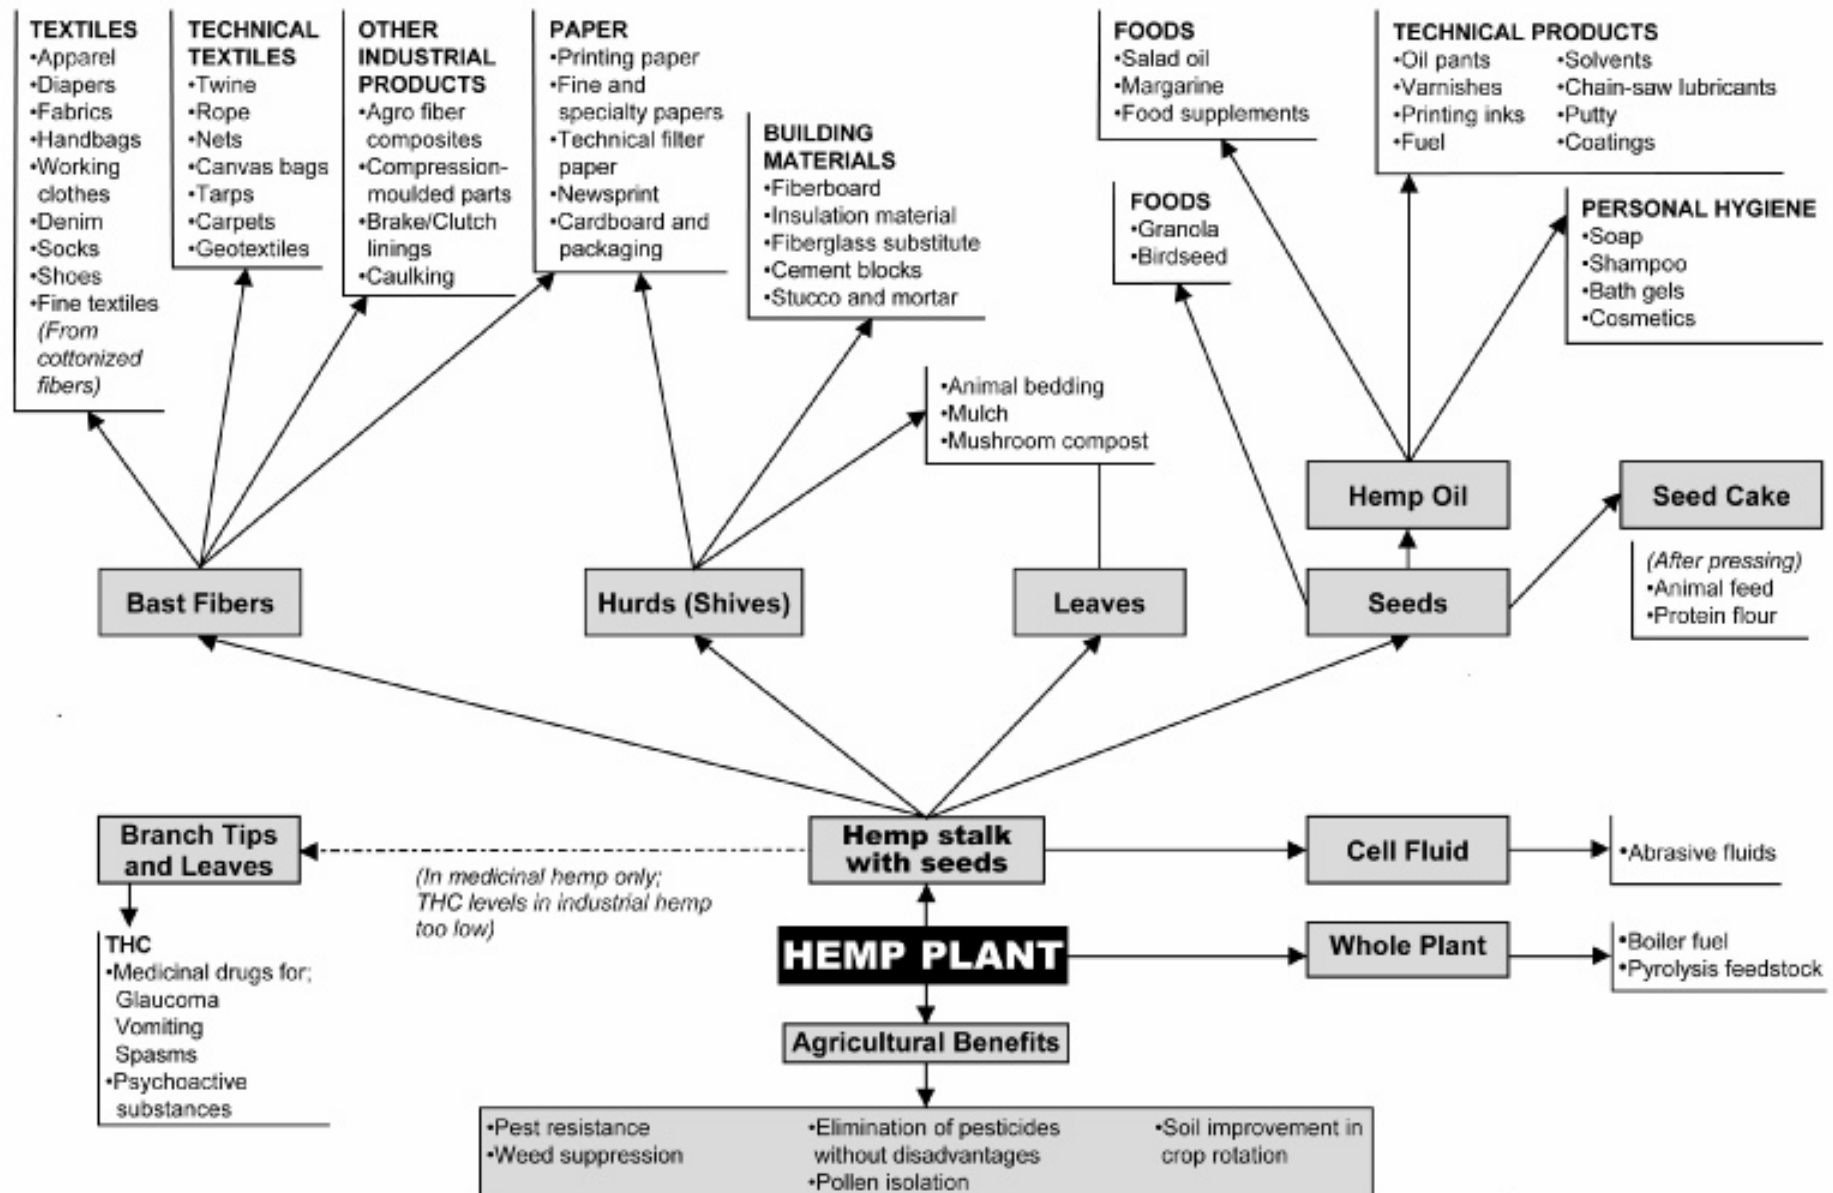 TEXTILES
•Apparel
•Diapers
•Fabrics
•Handbags
•Working
clothes
•Denim
•Socks
•Shoes
•Fine textiles
(From
cottonized
fibers)
TECHNICAL
TEXTILES
•Twine
•Rope
•Nets
•Canvas bags
•Tarps
•Carpets
•Geotextiles
OTHER
INDUSTRIAL
PRODUCTS
•Agro fiber
composites
•Compression-
moulded parts
•Brake/Clutch
linings
•Caulking
PAPER
•Printing paper
•Fine and
specialty papers
•Technical filter
paper
•Newsprint
•Cardboard and
packaging
BUILDING
MATERIALS
•Fiberboard
•Insulation material
•Fiberglass substitute
•Cement blocks
•Stucco and mortar
•Animal bedding
•Mulch
•Mushroom compost
FOODS
•Salad oil
•Margarine
•Food supplements
FOODS
•Granola
•Birdseed
TECHNICAL PRODUCTS
•Oil pants
•Varnishes
•Printing inks
•Fuel
•Solvents
•Chain-saw lubricants
•Putty
•Coatings
PERSONAL HYGIENE
•Soap
•Shampoo
•Bath gels
•Cosmetics
Hemp Oil
Seed Cake
(After pressing)
•Animal feed
•Protein flour
Bast Fibers
Hurds (Shives)
Leaves
Seeds
Branch Tips
and Leaves
(In medicinal hemp only;
THC levels in industrial hemp
too low)
Hemp stalk
with seeds
Cell Fluid
•Abrasive fluids
THC
•Medicinal drugs for;
Glaucoma
Vomiting
Spasms
•Psychoactive
substances
HEMP PLANT
Whole Plant
•Boiler fuel
•Pyrolysis feedstock
Agricultural Benefits
•Pest resistance
•Weed suppression
•Elimination of pesticides
without disadvantages
•Pollen isolation
•Soil improvement in
crop rotation